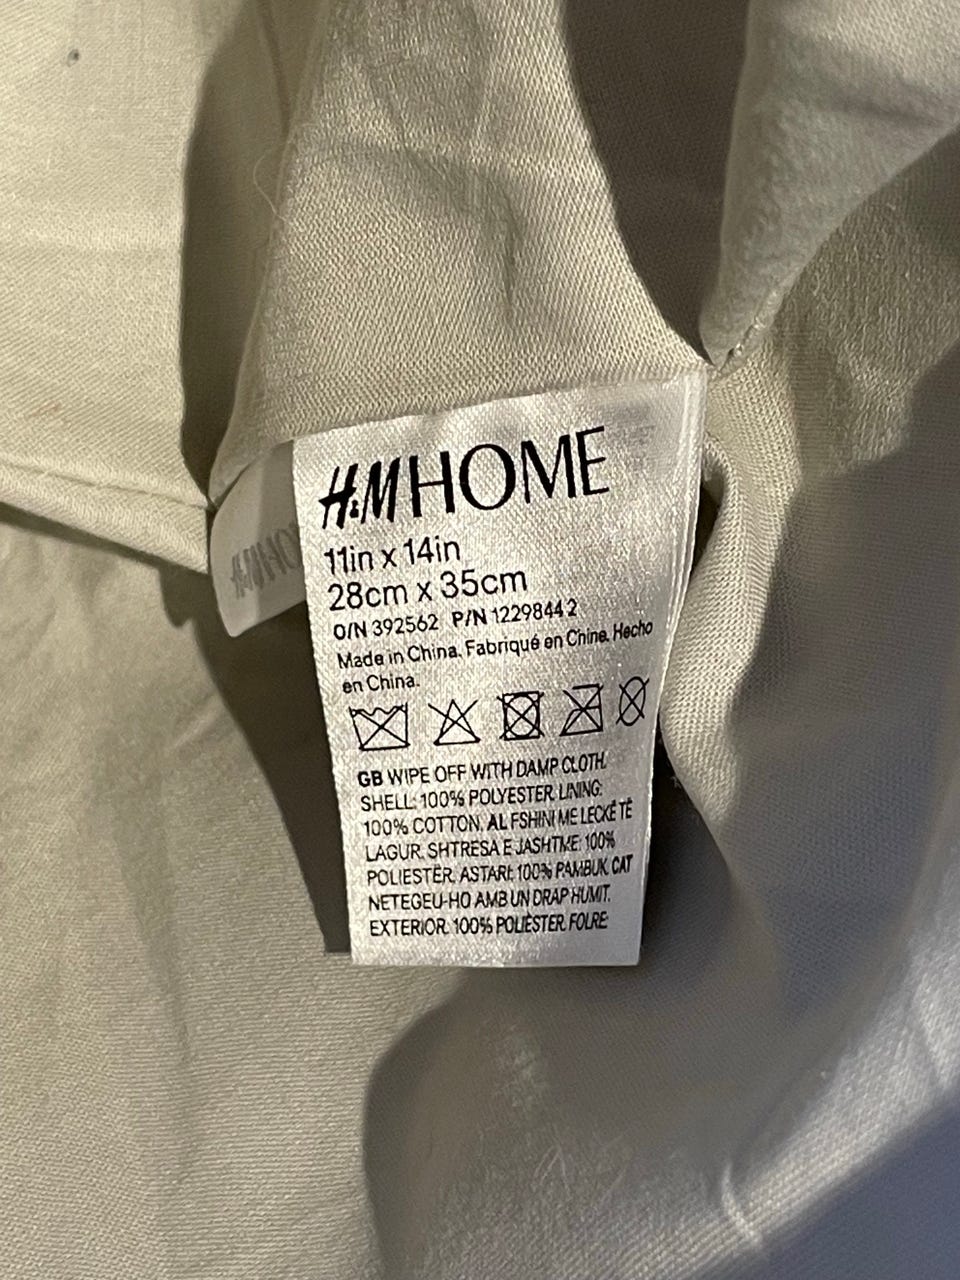 H&M HOME
11in x 14in
28cm x 35cm
O/N 392562 P/N 1229844 2
Made in China. Fabriqué en Chine. Hecho
en China.
GB WIPE OFF WITH DAMP CLOTH.
SHELL: 100% POLYESTER. LINING:
100% COTTON. AL FSHINI ME LECKË TË
LAGUR. SHTRESA E JASHTME: 100%
POLIESTËR. ASTARI: 100% PAMBUK. CAT
NETEGEU-HO AMB UN DRAP HUMIT.
EXTERIOR: 100% POLIÈSTER. FOLRE: